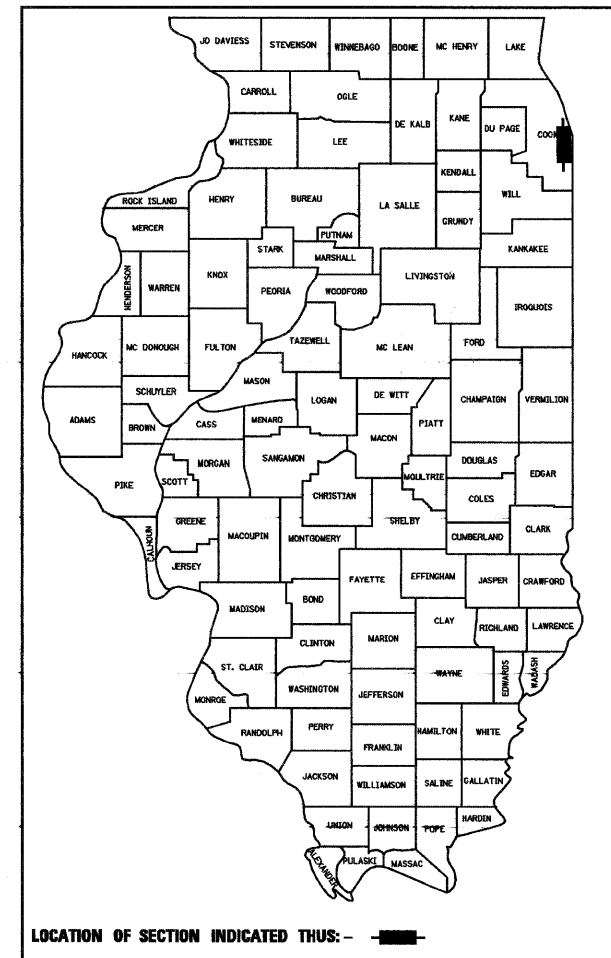 JO DAVIESS STEVENSON WINNEBAGO BOONE MC HENRY LAKE
CARROLL OGLE DE KALB KANE DU PAGE COOK
WHITESIDE LEE
KENDALL WILL
ROCK ISLAND HENRY BUREAU LA SALLE GRUNDY
MERCER PUTNAM
STARK MARSHALL KANKAKEE
HENDERSON WARREN KNOX PEORIA WOODFORD LIVINGSTON
IROQUOIS
HANCOCK MC DONOUGH FULTON TAZEWELL MC LEAN FORD
MASON
SCHUYLER LOGAN DE WITT CHAMPAIGN VERMILION
ADAMS BROWN CASS MENARD MACON PIATT
MORGAN SANGAMON DOUGLAS
PIKE SCOTT CHRISTIAN MOULTRIE EDGAR
COLES
GREENE MACOUPIN MONTGOMERY SHELBY CUMBERLAND CLARK
CALHOUN JERSEY
FAYETTE EFFINGHAM JASPER CRAWFORD
MADISON BOND
CLINTON MARION CLAY RICHLAND LAWRENCE
ST. CLAIR WAYNE EDWARDS WABASH
MONROE WASHINGTON JEFFERSON
RANDOLPH PERRY HAMILTON WHITE
FRANKLIN
JACKSON WILLIAMSON SALINE GALLATIN
UNION JOHNSON POPE HARDIN
ALEXANDER PULASKI MASSAC
LOCATION OF SECTION INDICATED THUS: -